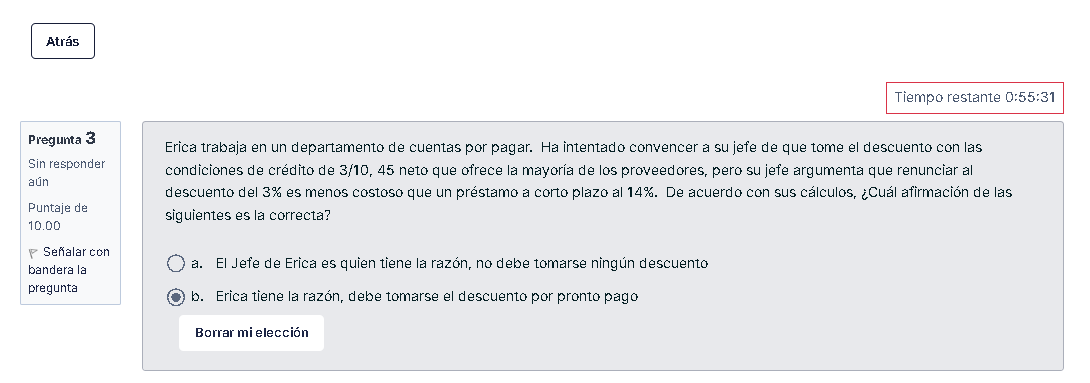 Atrás
Tiempo restante 0:55:31
Pregunta 3
Sin responder
aún
Puntaje de
10.00
Señalar con
bandera la
pregunta
Erica trabaja en un departamento de cuentas por pagar. Ha intentado convencer a su jefe de que tome el descuento con las
condiciones de crédito de 3/10, 45 neto que ofrece la mayoría de los proveedores, pero su jefe argumenta que renunciar al
descuento del 3% es menos costoso que un préstamo a corto plazo al 14%. De acuerdo con sus cálculos, ¿Cuál afirmación de las
siguientes es la correcta?
a. El Jefe de Erica es quien tiene la razón, no debe tomarse ningún descuento
b. Erica tiene la razón, debe tomarse el descuento por pronto pago
Borrar mi elección